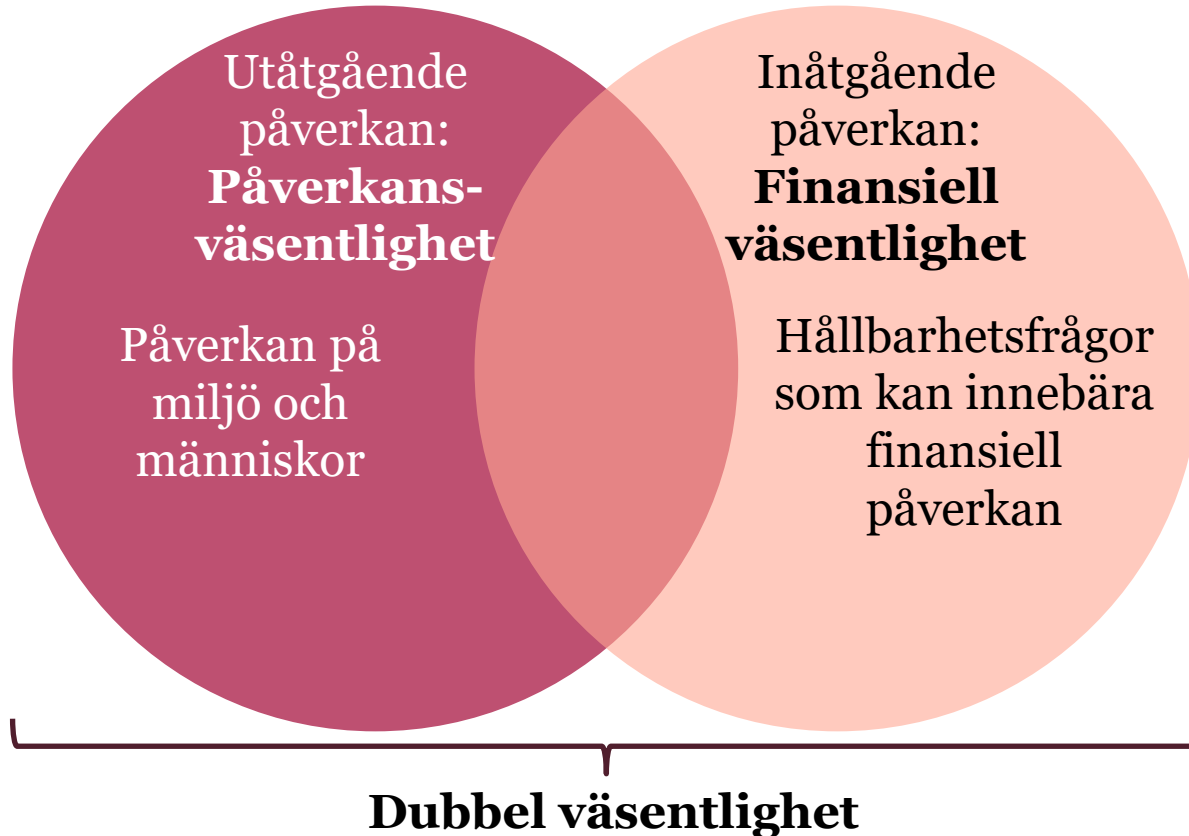 Utåtgående
påverkan:
Påverkans-
väsentlighet
Påverkan på
miljö och
människor
Inåtgående
påverkan:
Finansiell
väsentlighet
Hållbarhetsfrågor
som kan innebära
finansiell
påverkan
Dubbel väsentlighet